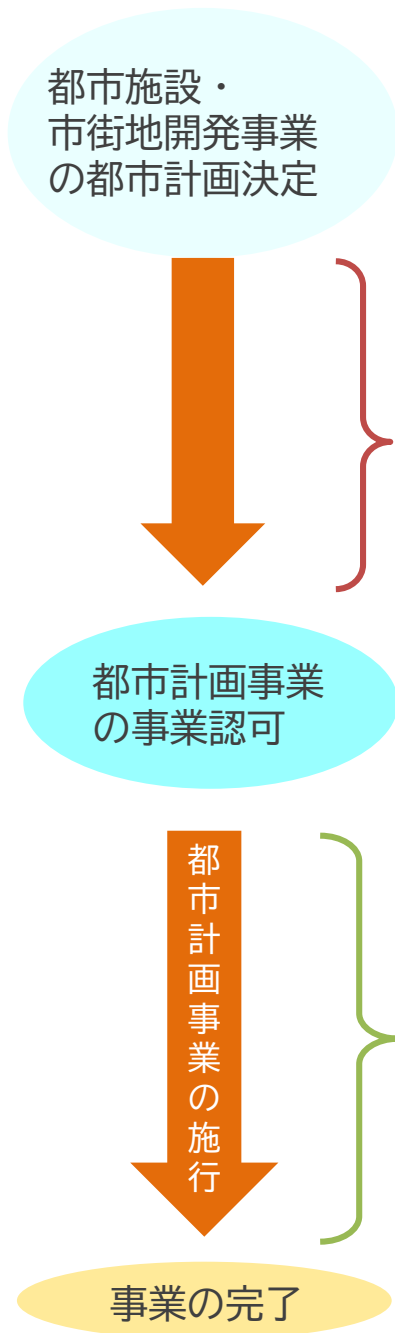 都市施設・
市街地開発事業
の都市計画決定
都市計画事業
の事業認可
都市計画事業の施行
事業の完了